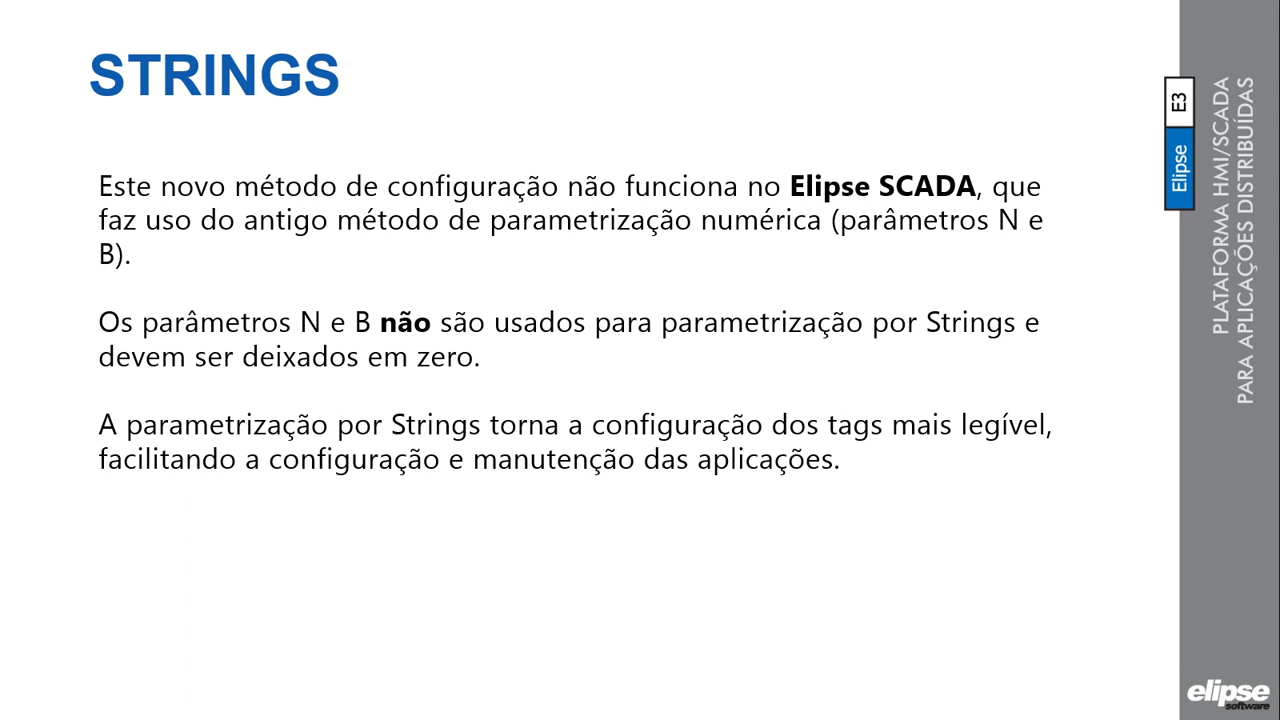 STRINGS
Este novo método de configuração não funciona no Elipse SCADA, que
faz uso do antigo método de parametrização numérica (parâmetros N e
B).
Os parâmetros N e B não são usados para parametrização por Strings e
devem ser deixados em zero.
A parametrização por Strings torna a configuração dos tags mais legível,
facilitando a configuração e manutenção das aplicações.
Elipse E3
PLATAFORMA HMI/SCADA
PARA APLICAÇÕES DISTRIBUÍDAS
elipse
software